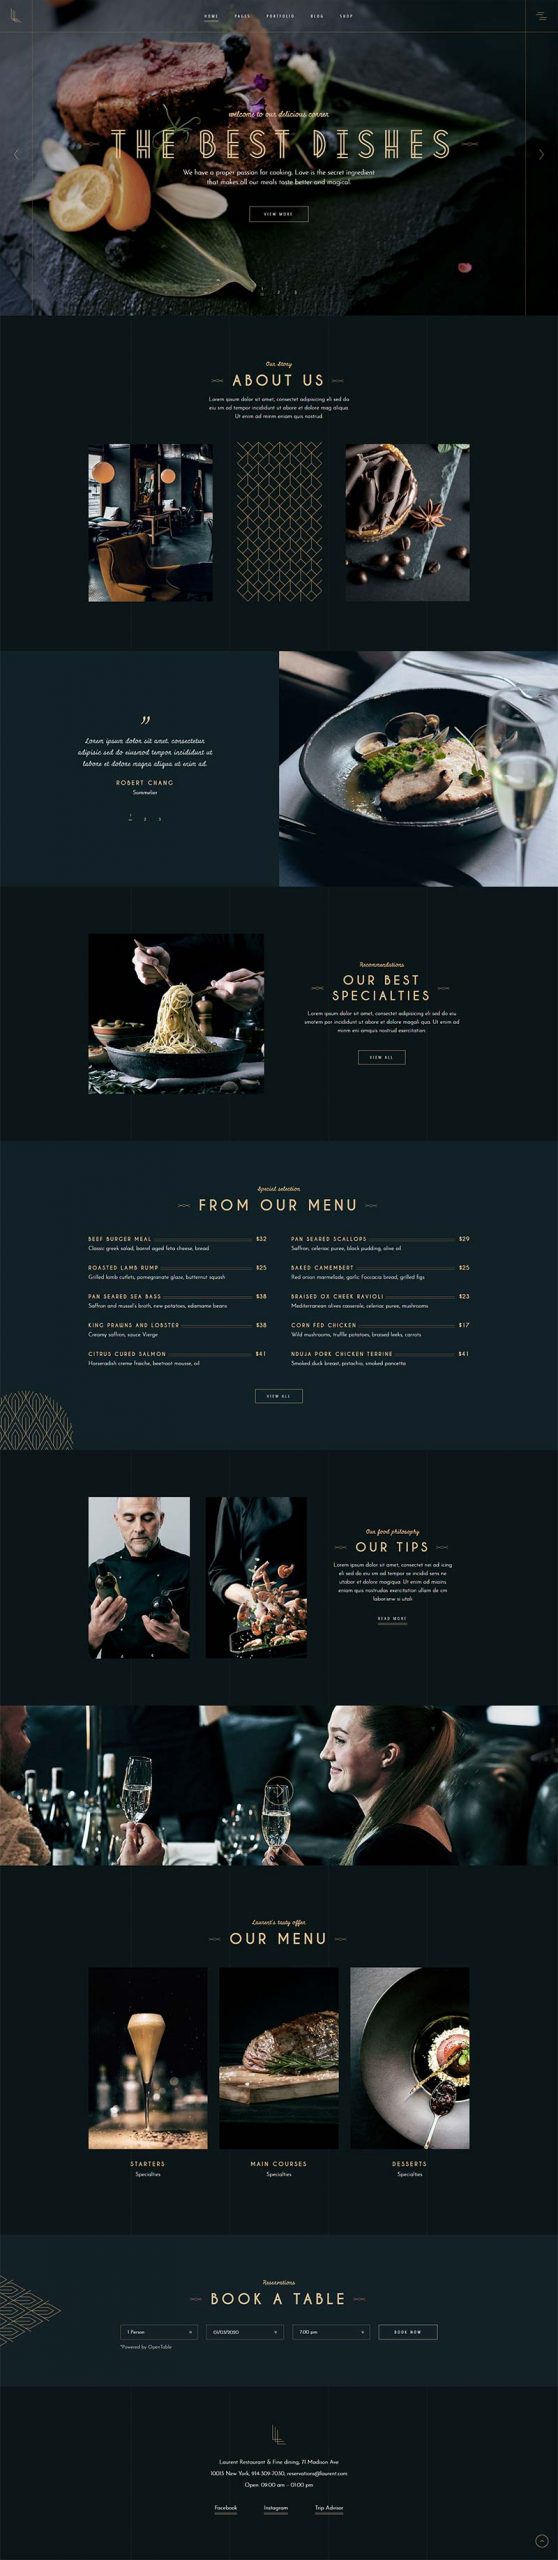 HOME PAGES PORTFOLIO BLOG SHOP
welcome to our delicious corner
THE BEST DISHES
We have a proper passion for cooking. Love is the secret ingredient
that makes all our meals taste better and magical.
VIEW MORE
1 2 3
Our Story
ABOUT US
Lorem ipsum dolor sit amet, consectet adipisicing eli sed do
eiu sm od tempor incididunt ut abore et dolore mag aliqua.
Ut enim ad minim eniam quis nostrud.
”
Lorem ipsum dolon sit amet, consectetur
adipisic sed do eiusmod tempon incididunt ut
labore et dolore magna aliqua ut enim ad.
ROBERT CHANG
Sommelier
1 2 3
Recommendations
OUR BEST
SPECIALTIES
Lorem ipsum dolor sit amet, consectet adipisicing eli sed do eiu
smotem por incididunt ut abore et dolore magali qua. Ut enim ad
minim eni amquis nostrud exercitation.
VIEW ALL
Special selection
FROM OUR MENU
BEEF BURGER MEAL $32
Classic greek salad, barrel aged feta cheese, bread
ROASTED LAMB RUMP $25
Grilled lamb cutlets, pomegranate glaze, butternut squash
PAN SEARED SEA BASS $38
Saffron and mussel's broth, new potatoes, edamame beans
KING PRAWNS AND LOBSTER $38
Creamy saffron, sauce Vierge
CITRUS CURED SALMON $41
Horseradish creme fraiche, beetroot mousse, oil
PAN SEARED SCALLOPS $29
Saffron, celeriac puree, black pudding, olive oil
BAKED CAMEMBERT $25
Red onion marmelade, garlic Foccacia bread, grilled figs
BRAISED OX CHEEK RAVIOLI $23
Mediterranean olives casserole, celeriac puree, mushrooms
CORN FED CHICKEN $17
Wild mushrooms, truffle potatoes, braised leeks, carrots
NDUJA PORK CHICKEN TERRINE $41
Smoked duck breast, pistachio, smoked pancetta
VIEW ALL
Our food philosophy
OUR TIPS
Lorem ipsum dolor sit amet, consectet nei ad icing
eli sed do eiu sm ad tempor se incidid sens ne
utabor et dolore magiqua. Ut enim ad mioins
eniam quis nostrudas exercitation ullam de cim
laborienw si utali.
READ MORE
Laurent's tasty offer
OUR MENU
STARTERS
Specialties
MAIN COURSES
Specialties
DESSERTS
Specialties
Reservations
BOOK A TABLE
1 Person
01/03/2020
7:00 pm
BOOK NOW
*Powered by OpenTable
Laurent Restaurant & Fine dining, 71 Madison Ave
10013 New York, 914-309-7030, reservations@laurent.com
Open: 09:00 am – 01:00 pm
Facebook Instagram Trip Advisor